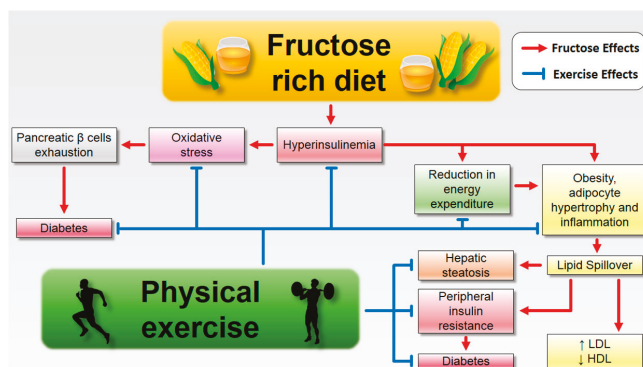 Fructose
rich diet
Fructose Effects
Exercise Effects
Pancreatic β cells
exhaustion
Oxidative
stress
Hyperinsulinemia
Reduction in
energy
expenditure
Obesity,
adipocyte
hypertrophy and
inflammation
Diabetes
Physical
exercise
Hepatic
steatosis
Lipid Spillover
Peripheral
insulin
resistance
Diabetes
↑ LDL
↓ HDL